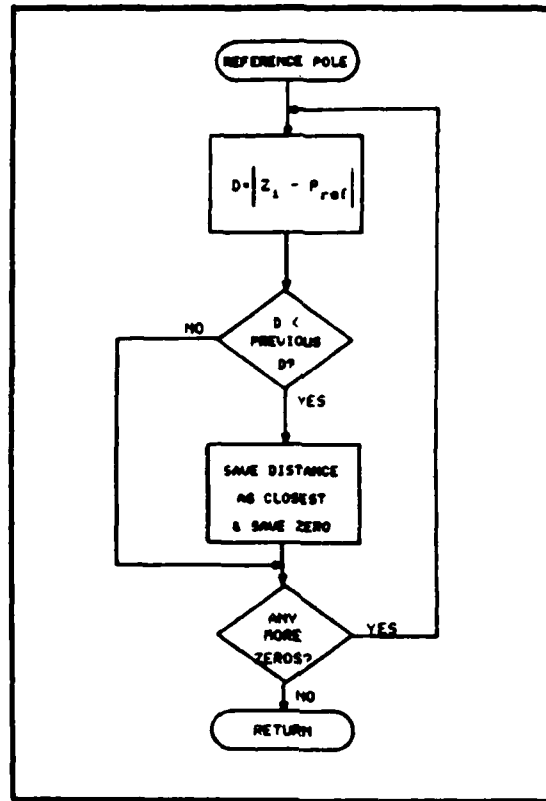 REFERENCE POLE
D=|Z_i - P_ref|
NO
D <
PREVIOUS
D?
YES
SAVE DISTANCE
AS CLOSEST
& SAVE ZERO
ANY
MORE
ZEROS?
YES
NO
RETURN